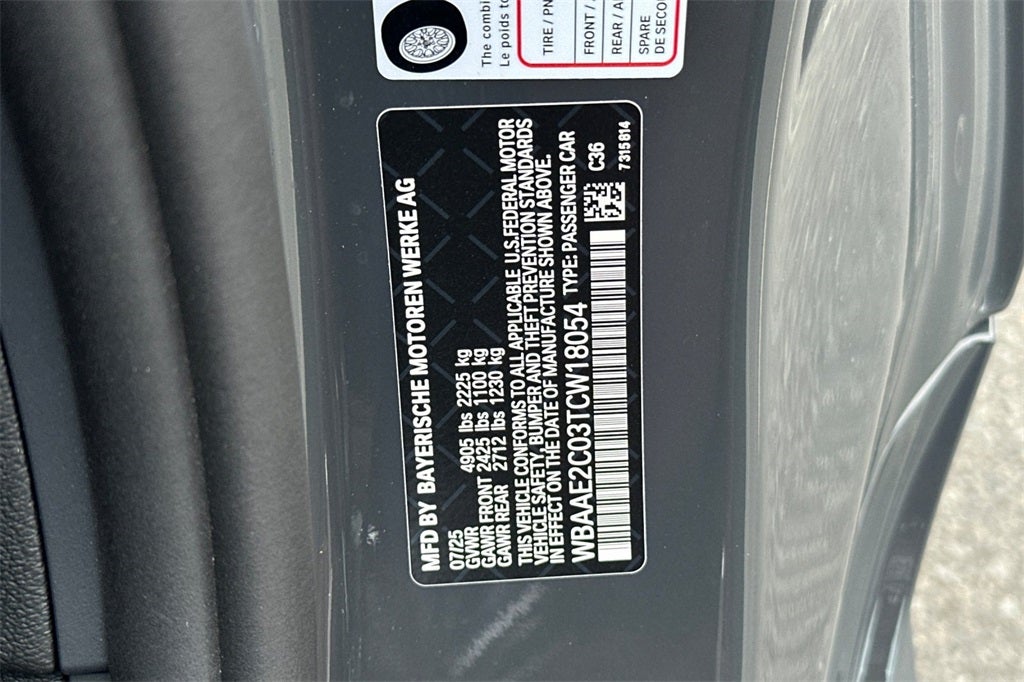 The combi
Le poids to
TIRE / PN
FRONT /
REAR / A
SPARE
DE SECO
MFD BY BAYERISCHE MOTOREN WERKE AG
07/25
GVWR 4905 lbs 2225 kg
GAWR FRONT 2425 lbs 1100 kg
GAWR REAR 2712 lbs 1230 kg
THIS VEHICLE CONFORMS TO ALL APPLICABLE U.S. FEDERAL MOTOR
VEHICLE SAFETY, BUMPER AND THEFT PREVENTION STANDARDS
IN EFFECT ON THE DATE OF MANUFACTURE SHOWN ABOVE.
WBAAE2C03TCW18054 TYPE: PASSENGER CAR
C36
7315814